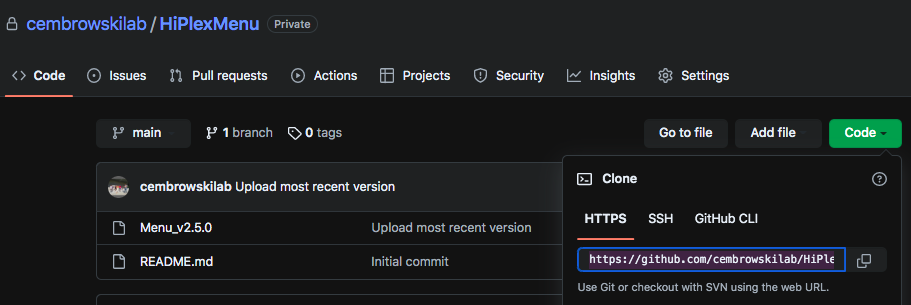 cembrowskilab / HiPlexMenu Private
Code Issues Pull requests Actions Projects Security Insights Settings
main 1 branch 0 tags Go to file Add file Code
cembrowskilab Upload most recent version
Clone
HTTPS SSH GitHub CLI
Menu_v2.5.0 Upload most recent version
https://github.com/cembrowskilab/HiPle
README.md Initial commit
Use Git or checkout with SVN using the web URL.